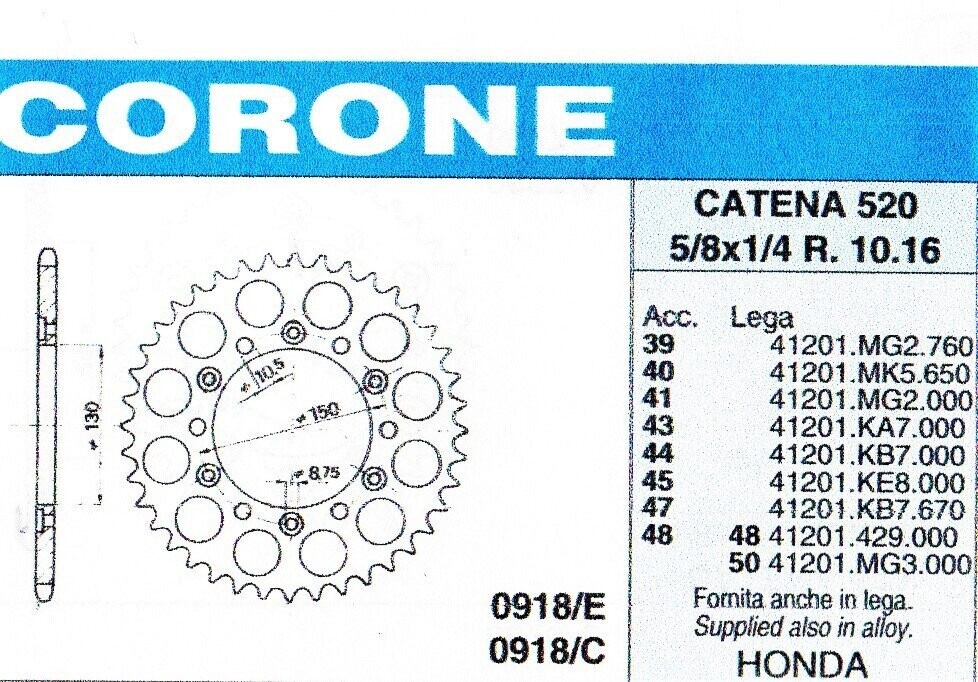 CORONE
CATENA 520
5/8x1/4 R. 10.16
Acc. Lega
39 41201.MG2.760
40 41201.MK5.650
41 41201.MG2.000
43 41201.KA7.000
44 41201.KB7.000
45 41201.KE8.000
47 41201.KB7.670
48 48 41201.429.000
50 41201.MG3.000
Fornita anche in lega.
Supplied also in alloy.
HONDA
10.5
150
130
8.75
0918/E
0918/C